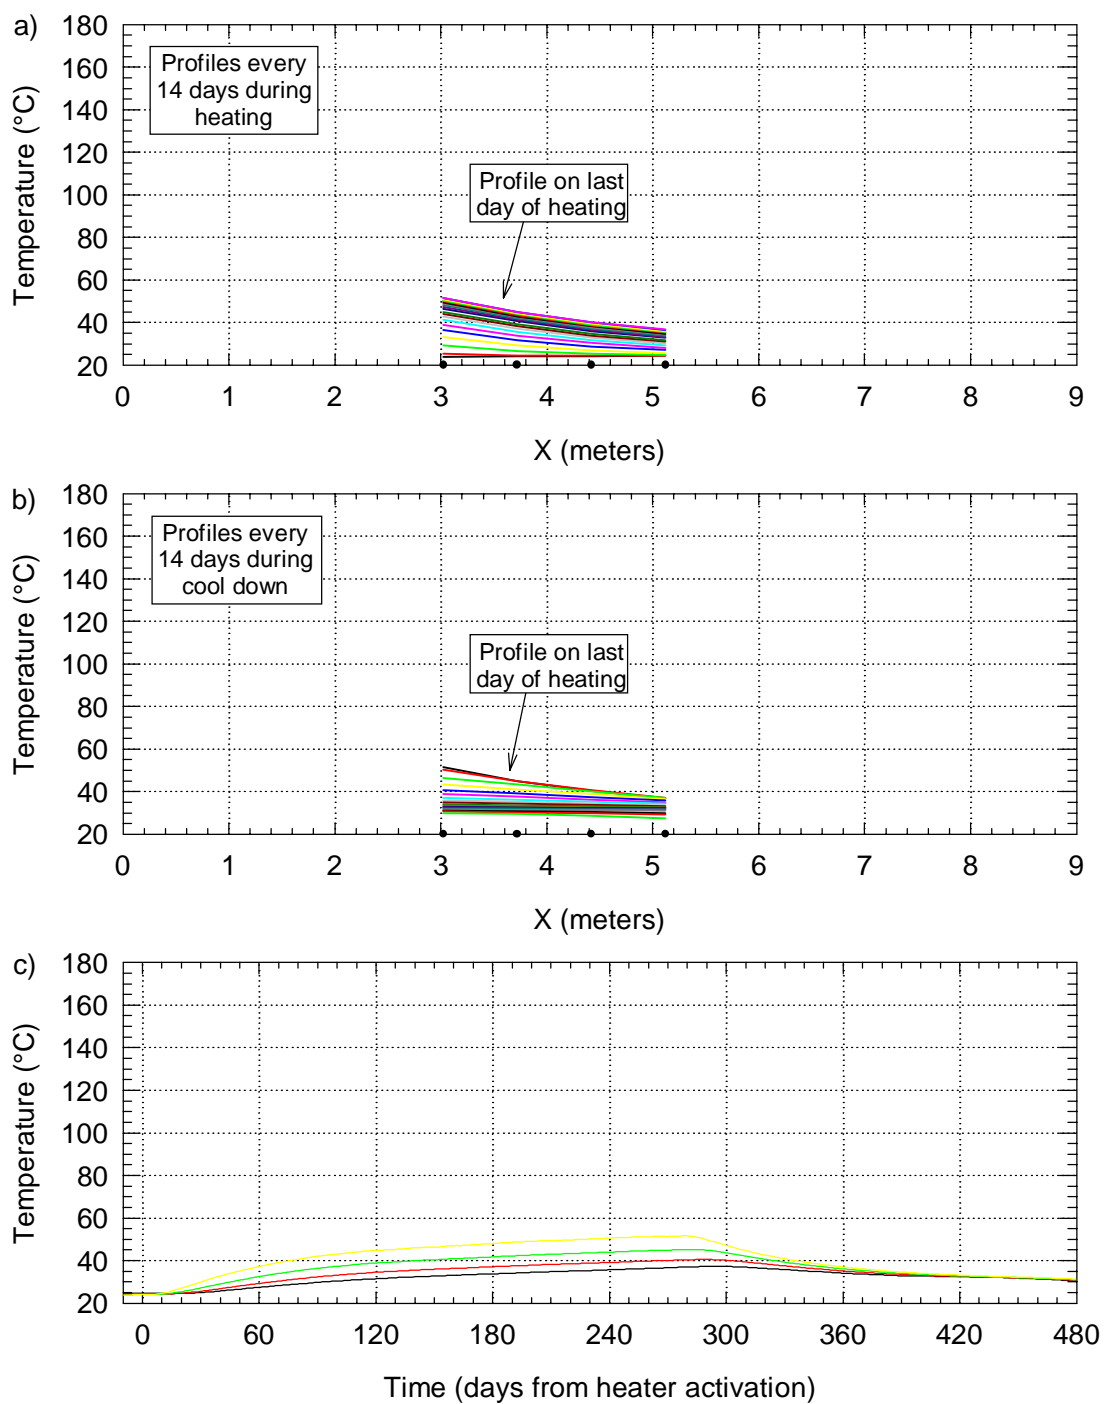 a)
Temperature (°C)
180
160
140
120
100
80
60
40
20
Profiles every
14 days during
heating
Profile on last
day of heating
0 1 2 3 4 5 6 7 8 9
X (meters)
b)
Temperature (°C)
180
160
140
120
100
80
60
40
20
Profiles every
14 days during
cool down
Profile on last
day of heating
0 1 2 3 4 5 6 7 8 9
X (meters)
c)
Temperature (°C)
180
160
140
120
100
80
60
40
20
0 60 120 180 240 300 360 420 480
Time (days from heater activation)